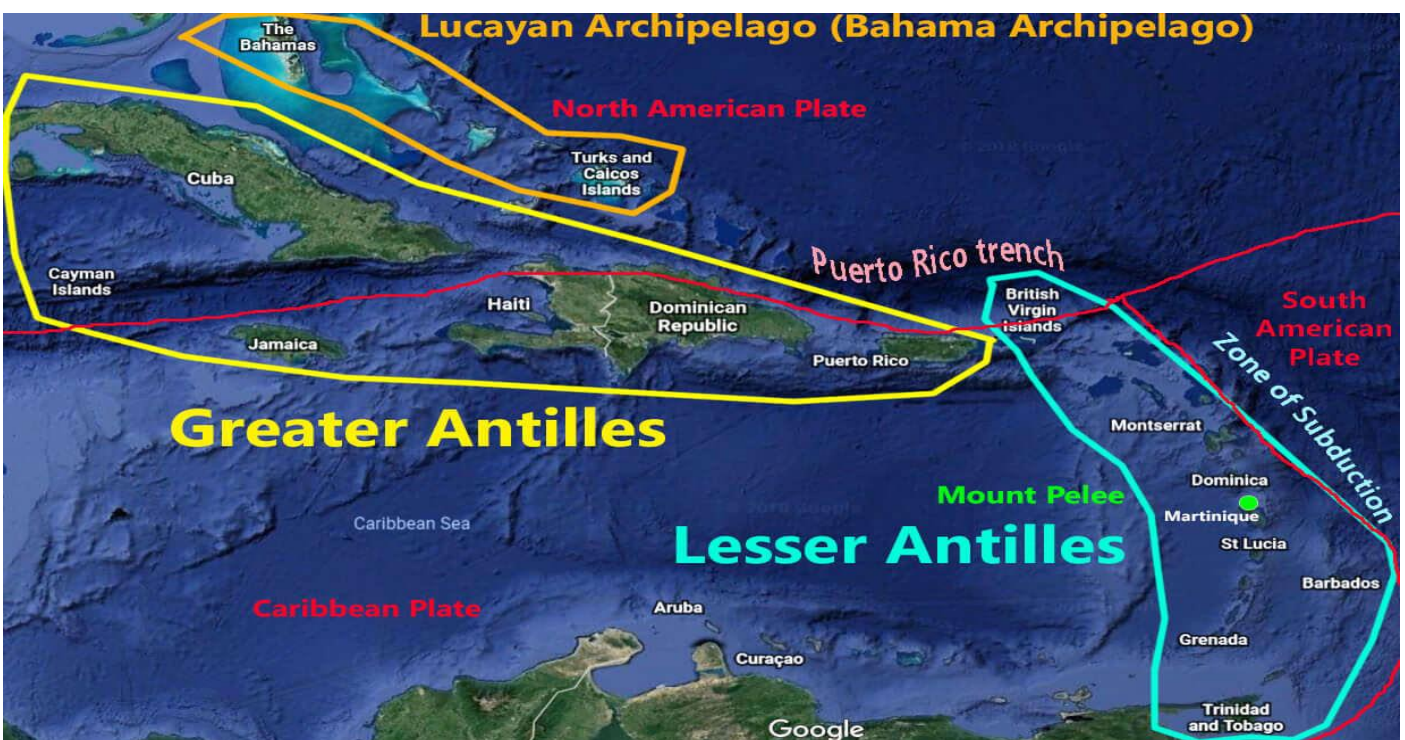 Lucayan Archipelago (Bahama Archipelago)
The
Bahamas
North American Plate
Turks and
Caicos
Islands
Cuba
Puerto Rico trench
Cayman
Islands
British
Virgin
Islands
South
American
Plate
Haiti
Dominican
Republic
Jamaica
Puerto Rico
Zone of Subduction
Greater Antilles
Montserrat
Dominica
Mount Pelee
Martinique
Caribbean Sea
Lesser Antilles
St Lucia
Barbados
Caribbean Plate
Aruba
Grenada
Curaçao
Trinidad
and Tobago
Google